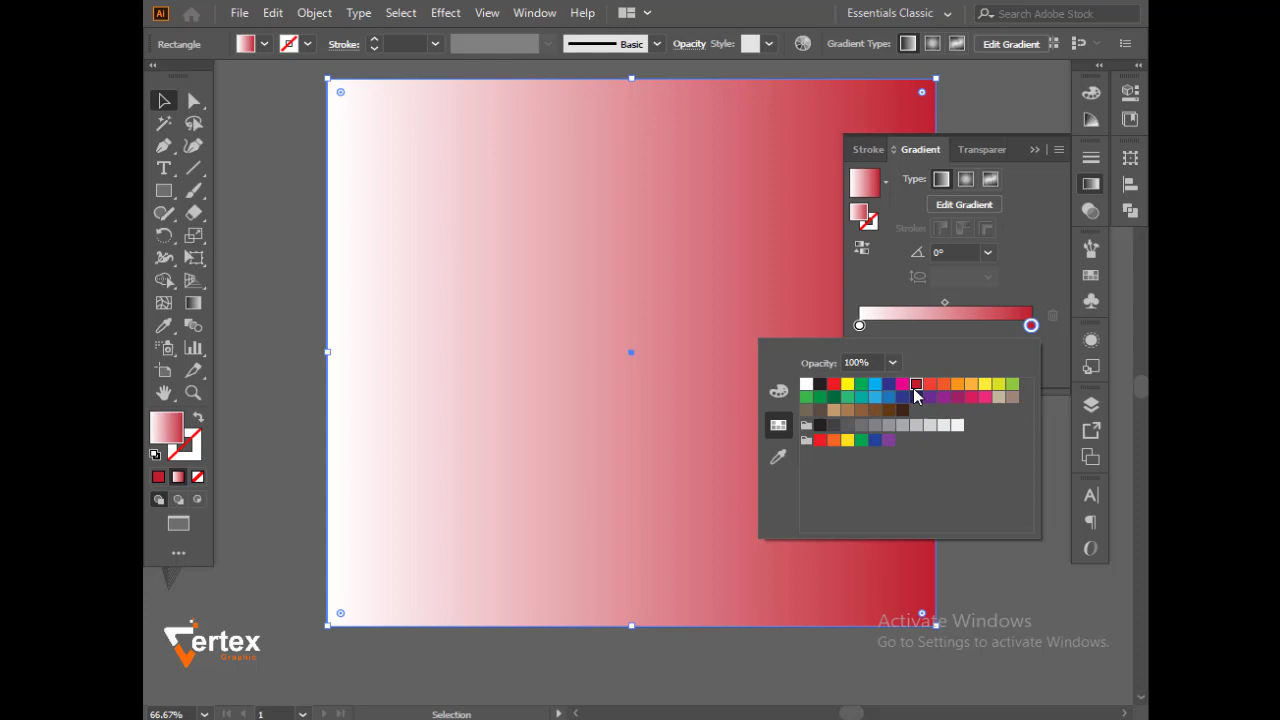 Ai File Edit Object Type Select Effect View Window Help Essentials Classic Search Adobe Stock
Rectangle Stroke: Basic Opacity Style: Gradient Type: Edit Gradient
Stroke Gradient Transparer
Type:
Edit Gradient
Stroke:
0°
Opacity: 100%
Activate Windows
Go to Settings to activate Windows.
Vertex
Graphic
66.67% 1 Selection